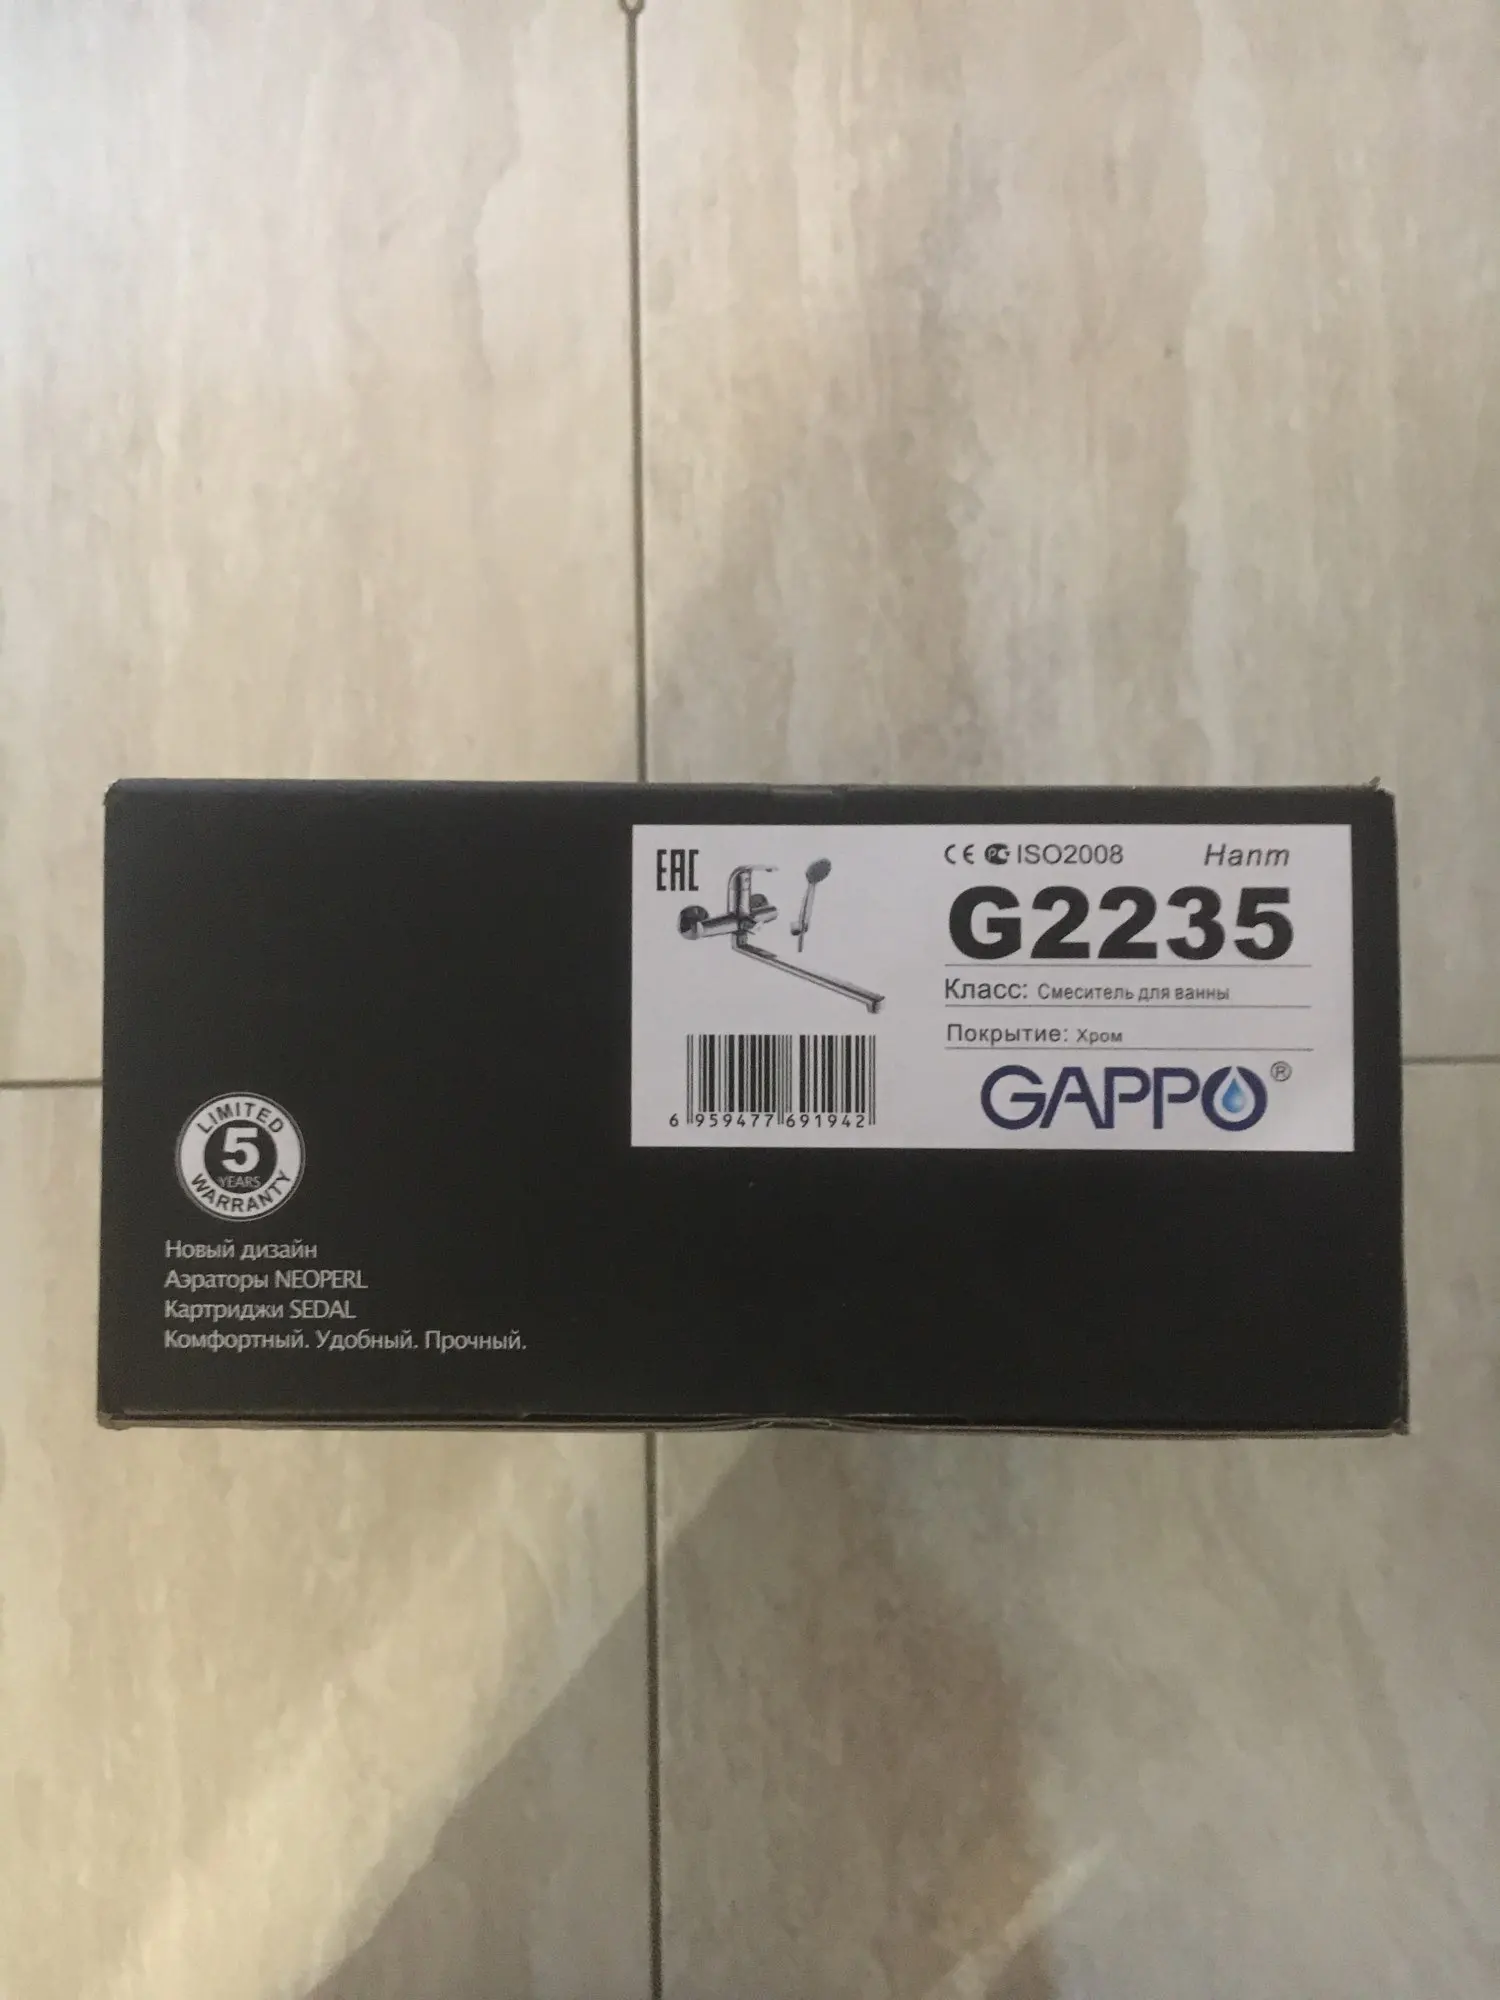 EAC
CE PC ISO2008 Hanm
G2235
Класс: Смеситель для ванны
Покрытие: Хром
GAPPO®
6 959477 691942
LIMITED
5
YEARS
WARRANTY
Новый дизайн
Аэраторы NEOPERL
Картриджи SEDAL
Комфортный. Удобный. Прочный.